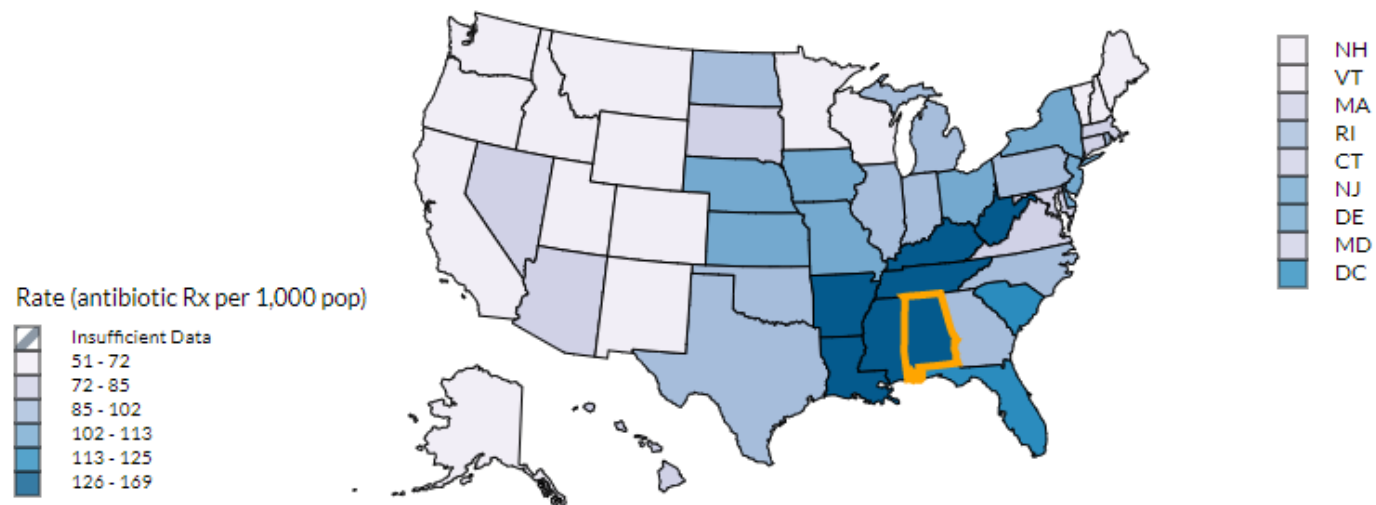 NH
VT
MA
RI
CT
NJ
DE
MD
DC
Rate (antibiotic Rx per 1,000 pop)
Insufficient Data
51 - 72
72 - 85
85 - 102
102 - 113
113 - 125
126 - 169